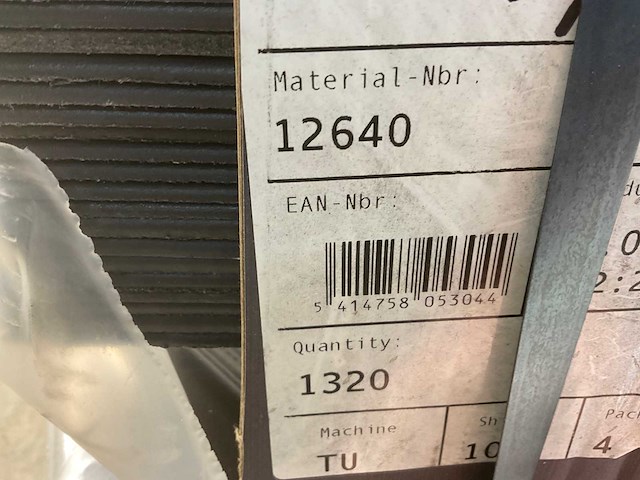 Material-Nbr:
12640
EAN-Nbr:
5 414758 053044
Quantity:
1320
Machine
TU
4